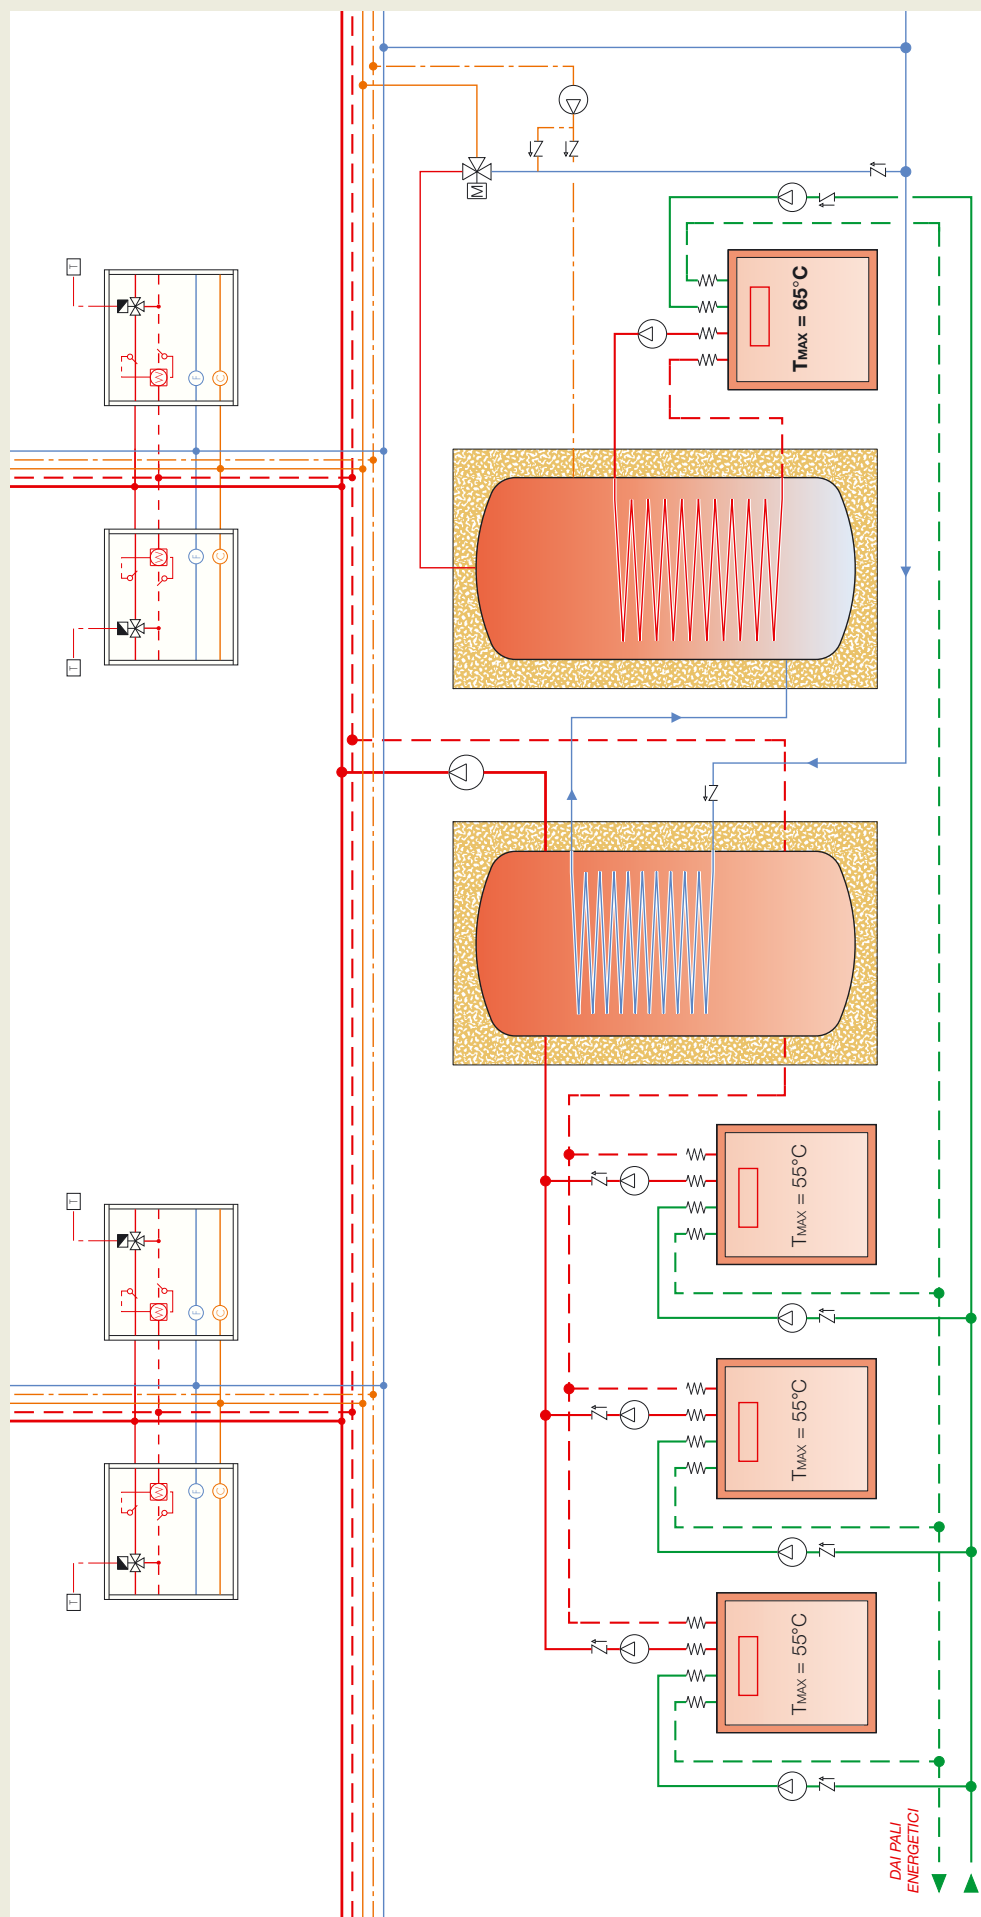 T
T
T
T
W
W
W
W
F
F
F
F
C
C
C
C
M
TMAX = 55°C
TMAX = 55°C
TMAX = 55°C
TMAX = 65°C
DAI PALI
ENERGETICI